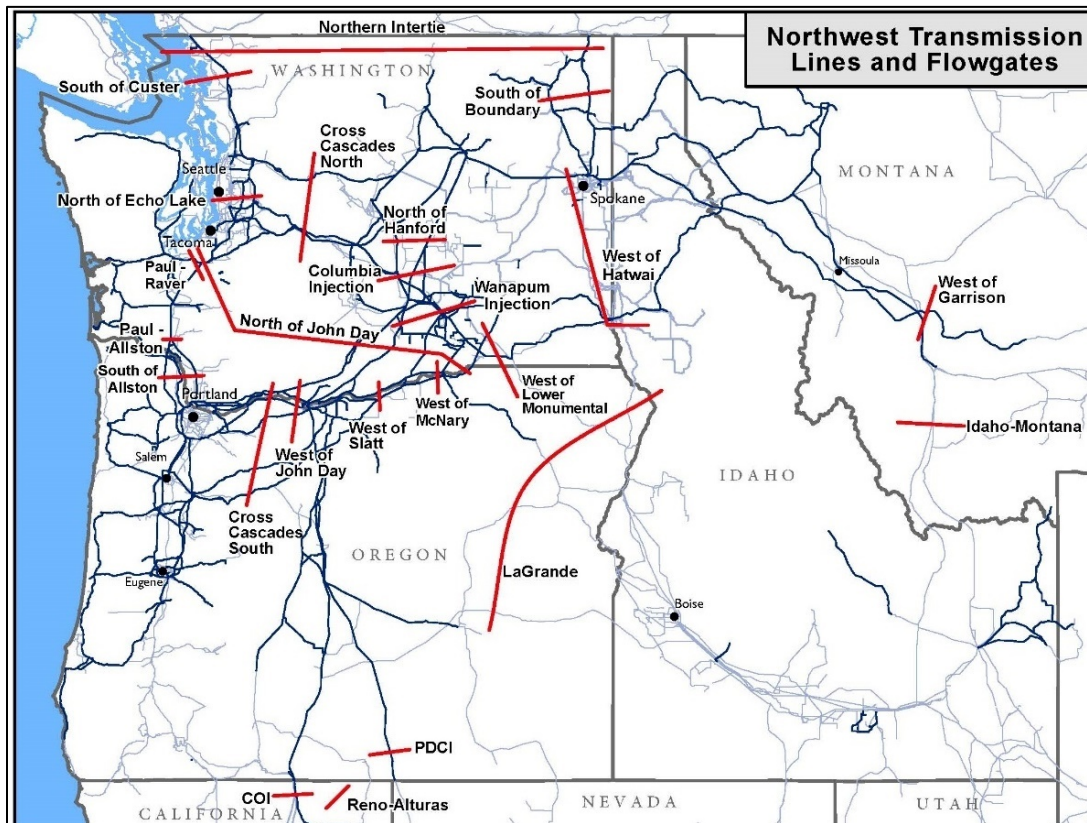 Northwest Transmission
Lines and Flowgates
Northern Intertie
WASHINGTON
South of Custer
South of
Boundary
Cross
Cascades
North
MONTANA
Seattle
Spokane
North of Echo Lake
North of
Hanford
Tacoma
West of
Hatwai
Missoula
Paul -
Raver
Columbia
Injection
Wanapum
Injection
West of
Garrison
North of John Day
Paul -
Allston
South of
Allston
West of
Lower
Monumental
Portland
West of
McNary
West of
Slatt
Idaho-Montana
Salem
West of
John Day
IDAHO
Cross
Cascades
South
OREGON
LaGrande
Eugene
Boise
PDCI
COI
Reno-Alturas
CALIFORNIA
NEVADA
UTAH